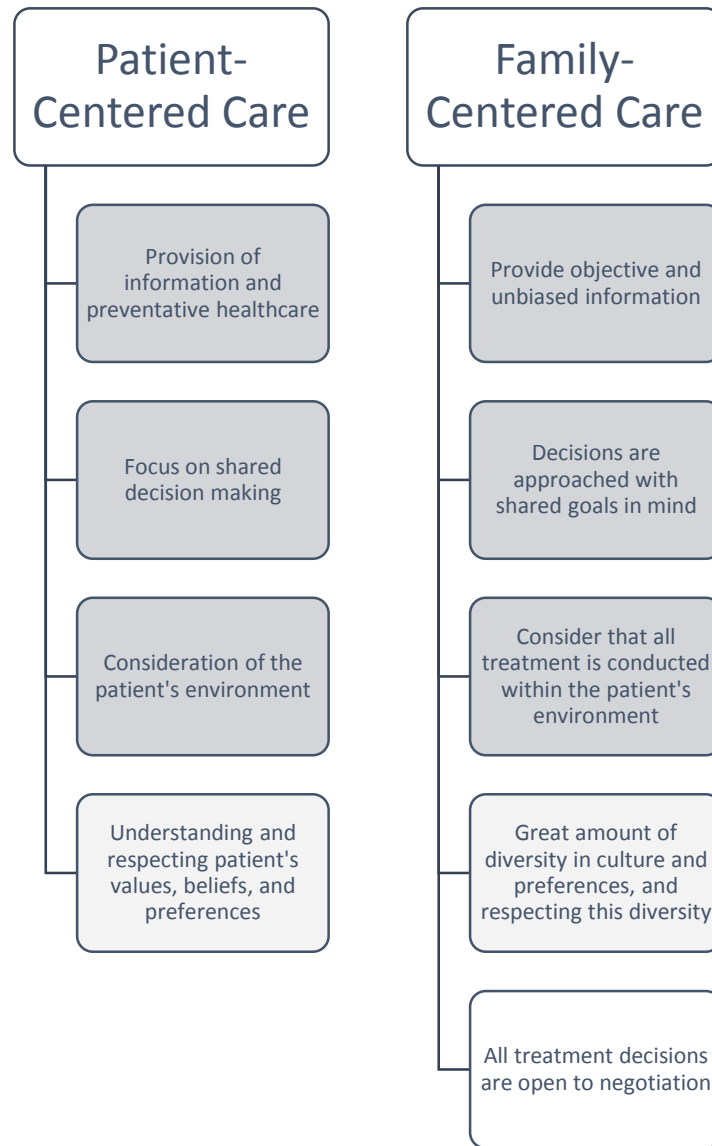 Patient-
Centered Care
Provision of
information and
preventative healthcare
Focus on shared
decision making
Consideration of the
patient's environment
Understanding and
respecting patient's
values, beliefs, and
preferences
Family-
Centered Care
Provide objective and
unbiased information
Decisions are
approached with
shared goals in mind
Consider that all
treatment is conducted
within the patient's
environment
Great amount of
diversity in culture and
preferences, and
respecting this diversity
All treatment decisions
are open to negotiation